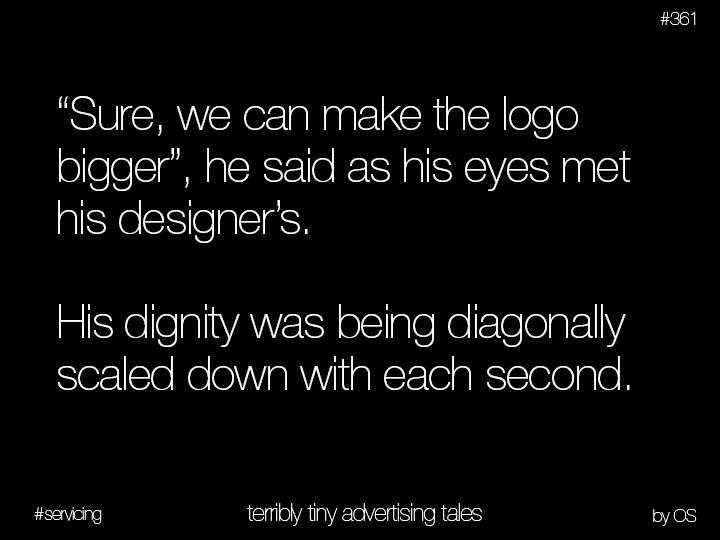 #361
“Sure, we can make the logo
bigger”, he said as his eyes met
his designer’s.
His dignity was being diagonally
scaled down with each second.
#servicing
terribly tiny advertising tales
by OS